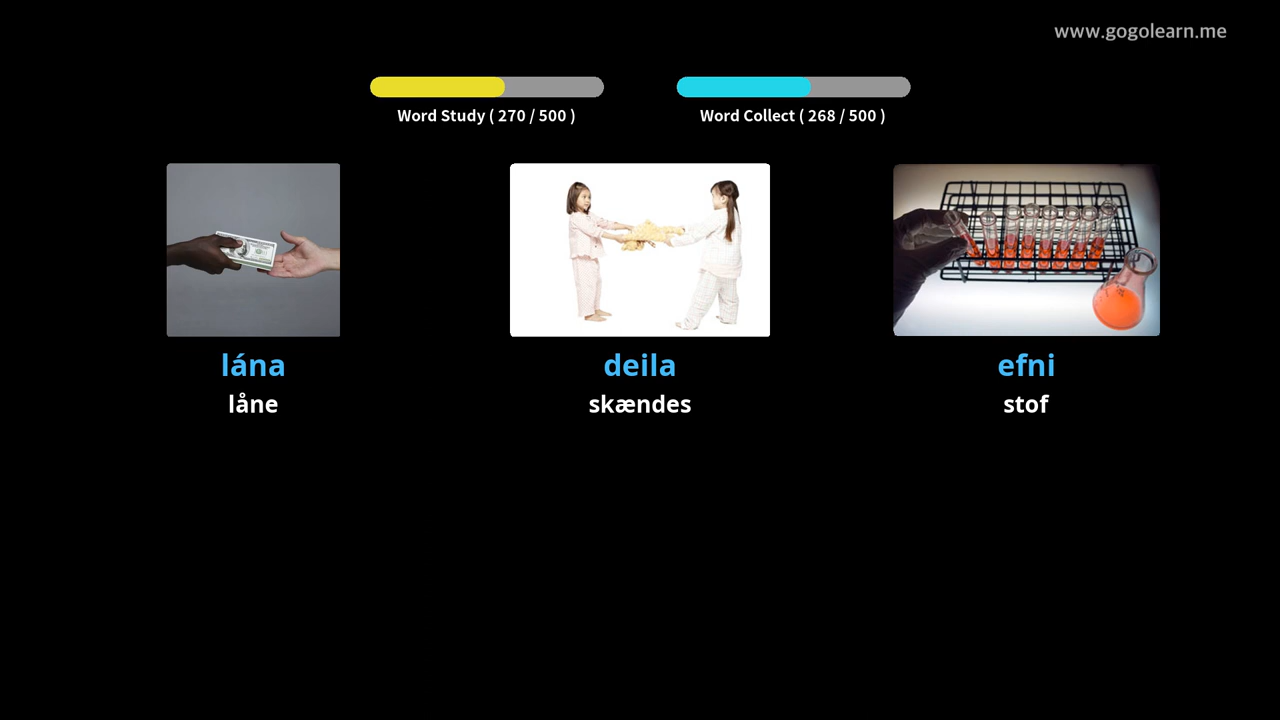 www.gogolearn.me
Word Study ( 270 / 500 )
Word Collect ( 268 / 500 )
lána
låne
deila
skændes
efni
stof